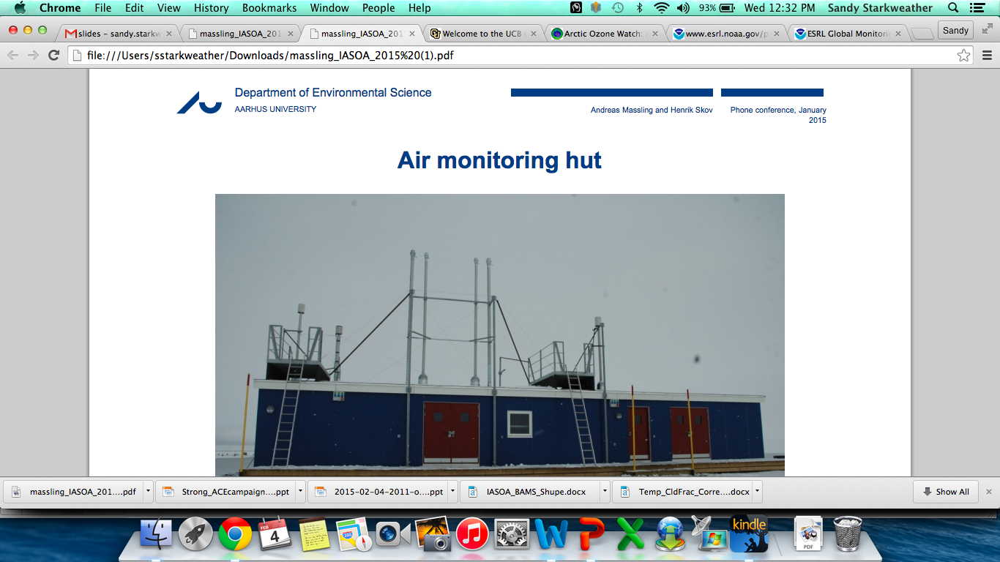 Chrome File Edit View History Bookmarks Window People Help 93% Wed 12:32 PM Sandy Starkweather
slides – sandy.starkw massling_IASOA_201 massling_IASOA_201 Welcome to the UCB Arctic Ozone Watch: www.esrl.noaa.gov/p ESRL Global Monitorin Sandy
file:///Users/sstarkweather/Downloads/massling_IASOA_2015%20(1).pdf
Department of Environmental Science
AARHUS UNIVERSITY
Andreas Massling and Henrik Skov
Phone conference, January
2015
Air monitoring hut
massling_IASOA_201....pdf Strong_ACEcampaign....ppt 2015-02-04-2011-o....ppt IASOA_BAMS_Shupe.docx Temp_CldFrac_Corre....docx Show All
FEB
4
280
kindle
PDF